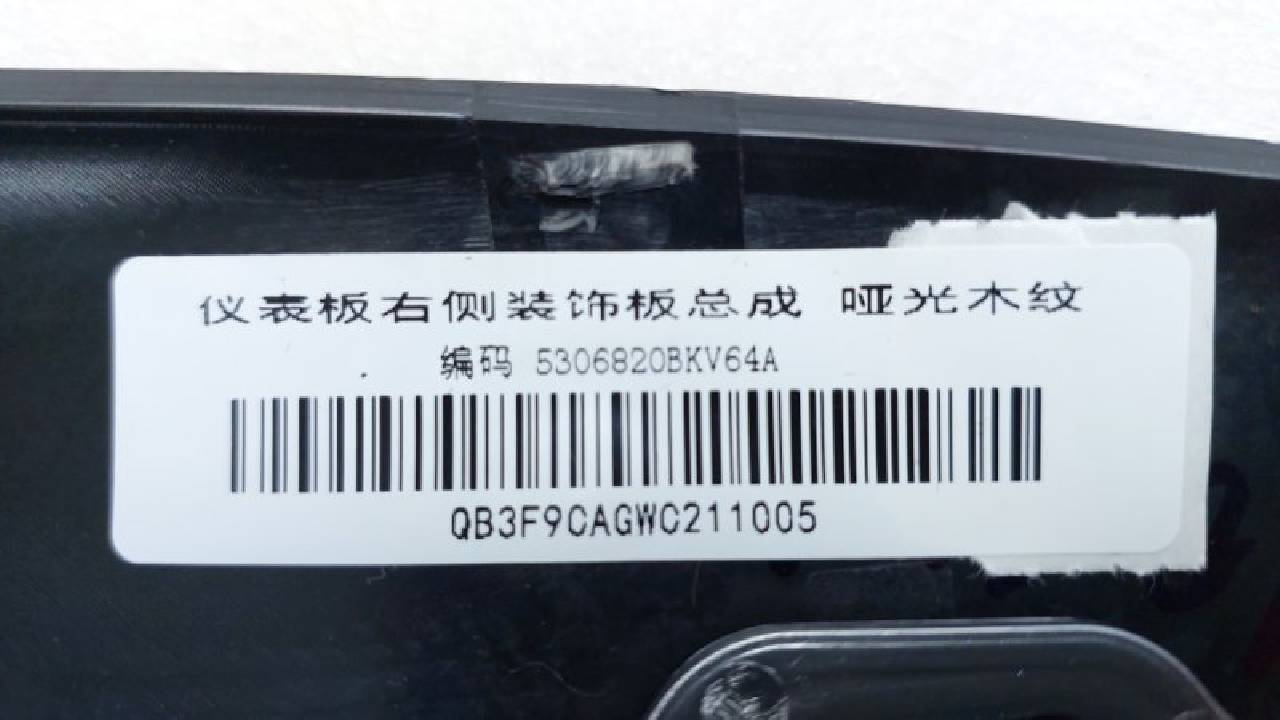 仪表板右侧装饰板总成 哑光木纹
编码 5306820BKV64A
QB3F9CAGWC211005